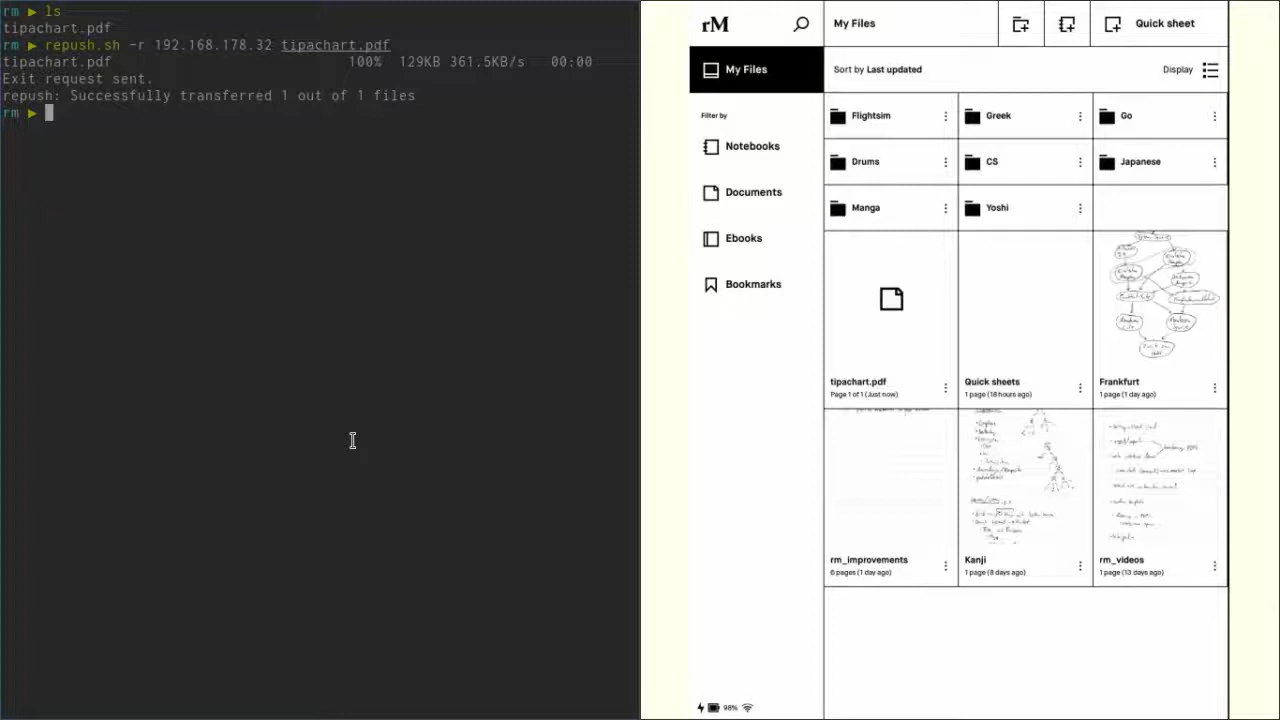 rm ▶ ls
tipachart.pdf
rm ▶ repush.sh -r 192.168.178.32 tipachart.pdf
tipachart.pdf 100% 129KB 361.5KB/s 00:00
Exit request sent.
repush: Successfully transferred 1 out of 1 files
rm ▶
rM
My Files
Quick sheet
My Files
Sort by Last updated
Display
Filter by
Notebooks
Documents
Ebooks
Bookmarks
Flightsim
Greek
Go
Drums
CS
Japanese
Manga
Yoshi
tipachart.pdf
Page 1 of 1 (Just now)
Quick sheets
1 page (18 hours ago)
Frankfurt
1 page (1 day ago)
rm_improvements
6 pages (1 day ago)
Kanji
1 page (8 days ago)
rm_videos
1 page (13 days ago)
98%